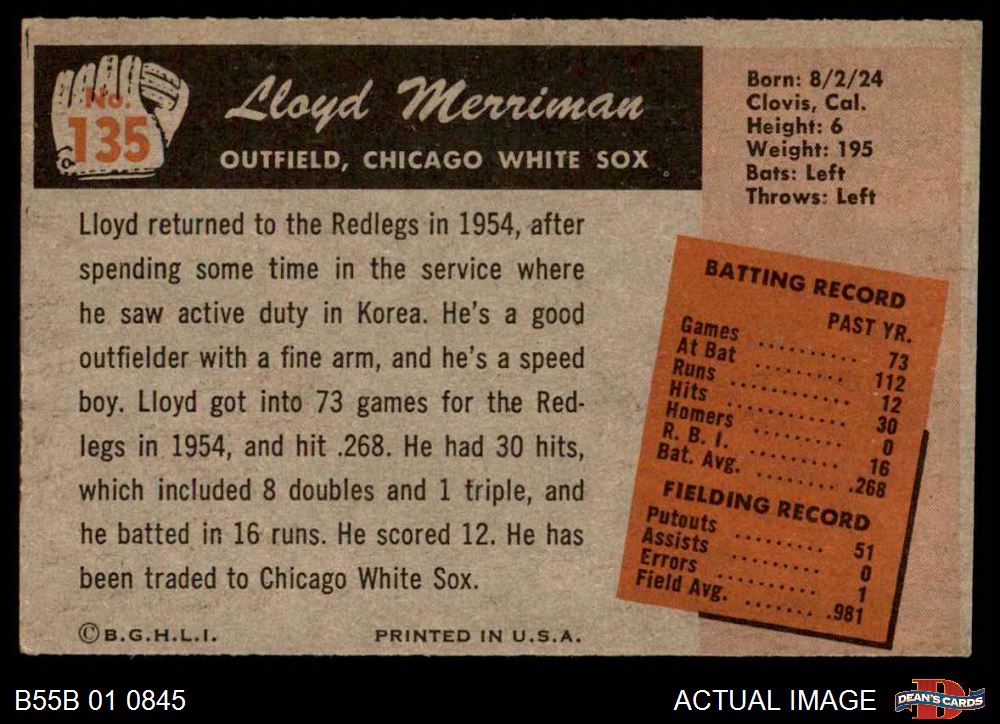 No.
135
Lloyd Merriman
OUTFIELD, CHICAGO WHITE SOX
Born: 8/2/24
Clovis, Cal.
Height: 6
Weight: 195
Bats: Left
Throws: Left
Lloyd returned to the Redlegs in 1954, after
spending some time in the service where
he saw active duty in Korea. He's a good
outfielder with a fine arm, and he's a speed
boy. Lloyd got into 73 games for the Red-
legs in 1954, and hit .268. He had 30 hits,
which included 8 doubles and 1 triple, and
he batted in 16 runs. He scored 12. He has
been traded to Chicago White Sox.
BATTING RECORD
PAST YR.
Games .......... 73
At Bat .......... 112
Runs .......... 12
Hits .......... 30
Homers .......... 0
R. B. I. .......... 16
Bat. Avg. ........ .268
FIELDING RECORD
Putouts ......... 51
Assists ......... 0
Errors ......... 1
Field Avg. ....... .981
© B.G.H.L.I.
PRINTED IN U.S.A.
B55B 01 0845
ACTUAL IMAGE
D
DEAN'S CARDS